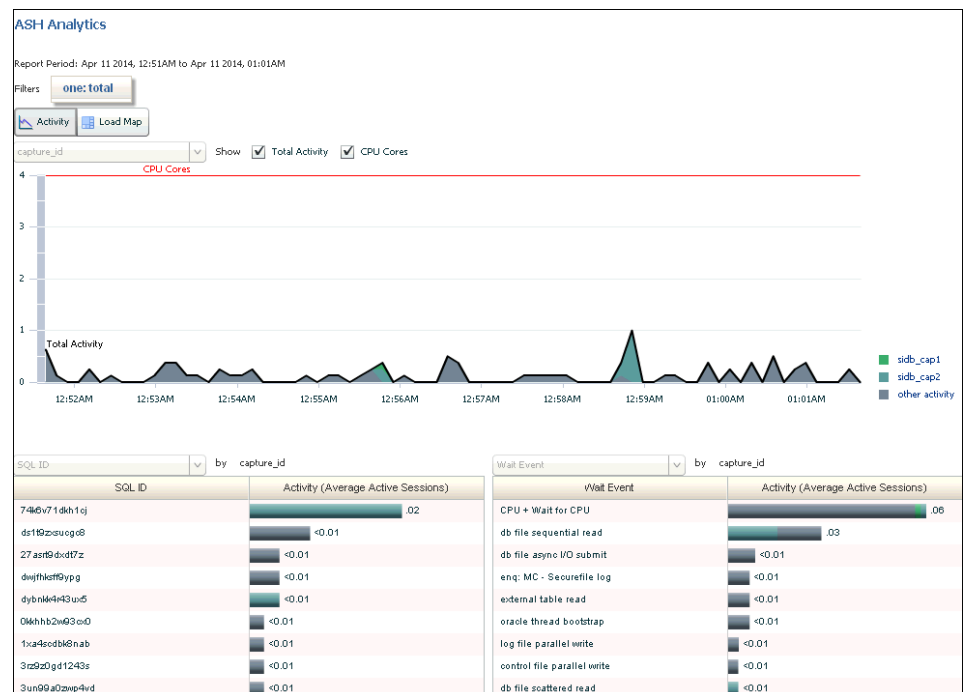 ASH Analytics
Report Period: Apr 11 2014, 12:51AM to Apr 11 2014, 01:01AM
Filters one: total
Activity Load Map
capture_id Show Total Activity CPU Cores
CPU Cores
4
3
2
1
0
Total Activity
12:52AM 12:53AM 12:54AM 12:55AM 12:56AM 12:57AM 12:58AM 12:59AM 01:00AM 01:01AM
sidb_cap1
sidb_cap2
other activity
SQL ID by capture_id
SQL ID Activity (Average Active Sessions)
74k6v71dkh1cj .02
<0.01
27asrt9dxdt7z <0.01
dwjfhksff9ypg <0.01
dybnkk4r43ux5 <0.01
0kkhhb2w93cx0 <0.01
1xa4scdbk8nab <0.01
3rz9z0gd1243s <0.01
3un99a0zwp4vd <0.01
Wait Event by capture_id
Wait Event Activity (Average Active Sessions)
CPU + Wait for CPU .06
db file sequential read .03
db file async I/O submit <0.01
enq: MC - Securefile log <0.01
external table read <0.01
oracle thread bootstrap <0.01
log file parallel write <0.01
control file parallel write <0.01
db file scattered read <0.01